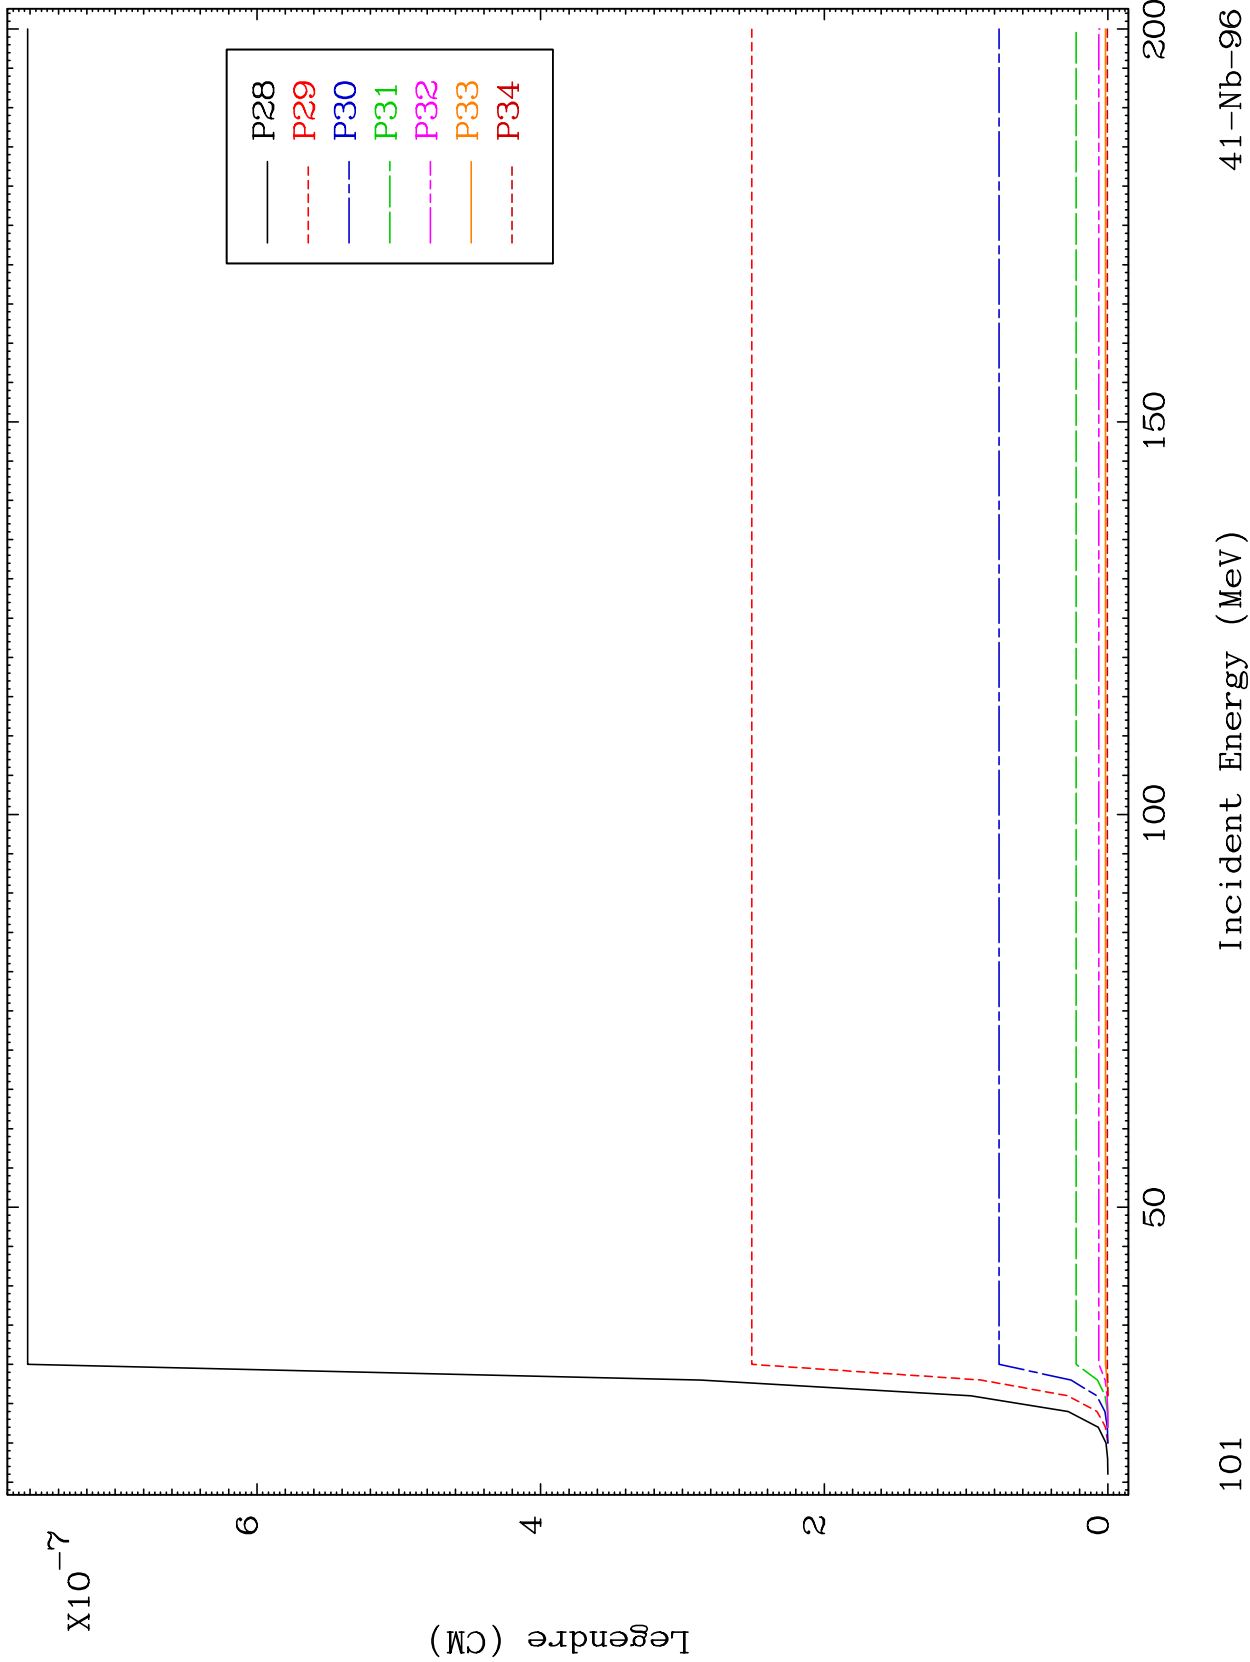 X10⁻⁷
Legendre (CM)
6
4
2
0
P28
P29
P30
P31
P32
P33
P34
50
100
150
200
Incident Energy (MeV)
101
41-Nb-96